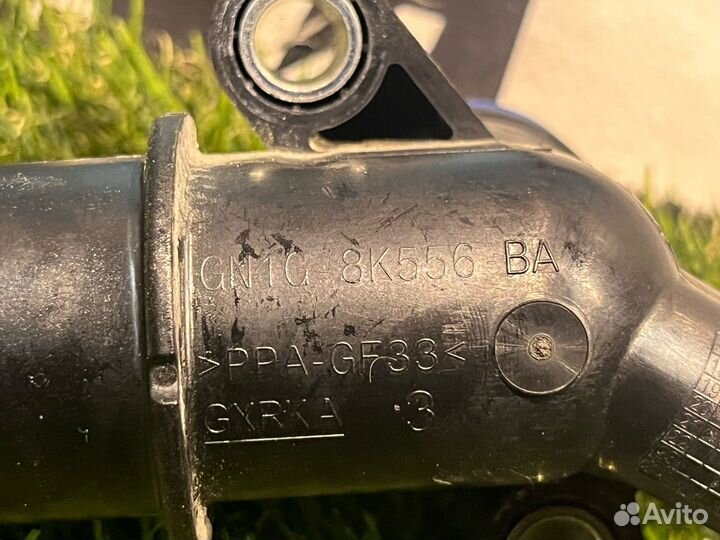 GN1G 8K556 BA
>PPA-GF33<
GXRKA 3
Avito